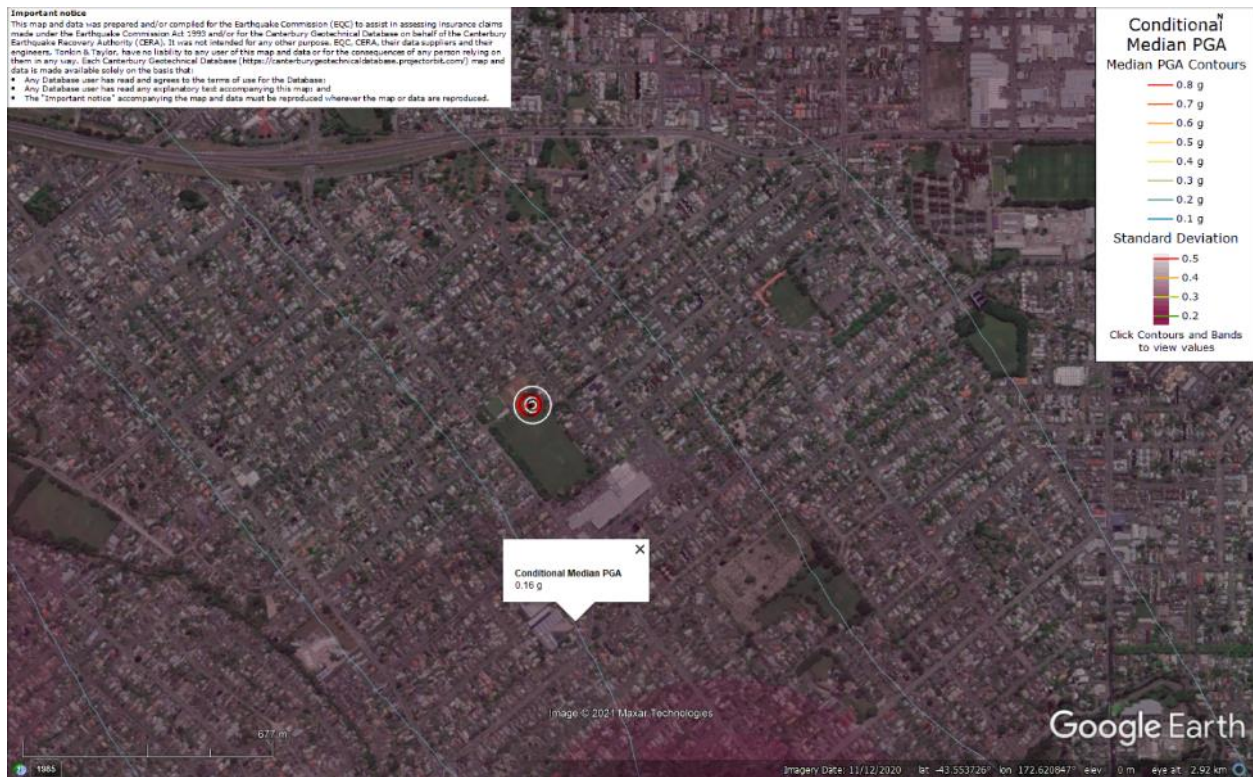 Important notice
This map and data was prepared and/or compiled for the Earthquake Commission (EQC) to assist in assessing insurance claims
made under the Earthquake Commission Act 1993 and/or for the Canterbury Geotechnical Database on behalf of the Canterbury
Earthquake Recovery Authority (CERA). It was not intended for any other purpose. EQC, CERA, their data suppliers and their
engineers, Tonkin & Taylor, have no liability to any user of this map and data or for the consequences of any person relying on
them in any way. Each Canterbury Geotechnical Database (https://canterburygeotechnicaldatabase.projectorbit.com/) map and
data is made available solely on the basis that:
• Any Database user has read and agrees to the terms of use for the Database;
• Any Database user has read any explanatory text accompanying this map; and
• The "Important notice" accompanying the map and data must be reproduced wherever the map or data are reproduced.
N
Conditional
Median PGA
Median PGA Contours
0.8 g
0.7 g
0.6 g
0.5 g
0.4 g
0.3 g
0.2 g
0.1 g
Standard Deviation
0.5
0.4
0.3
0.2
Click Contours and Bands
to view values
Conditional Median PGA
0.16 g
Image © 2021 Maxar Technologies
Google Earth
677 m
1985
Imagery Date: 11/12/2020 lat -43.553726° lon 172.620847° elev 0 m eye alt 2.92 km